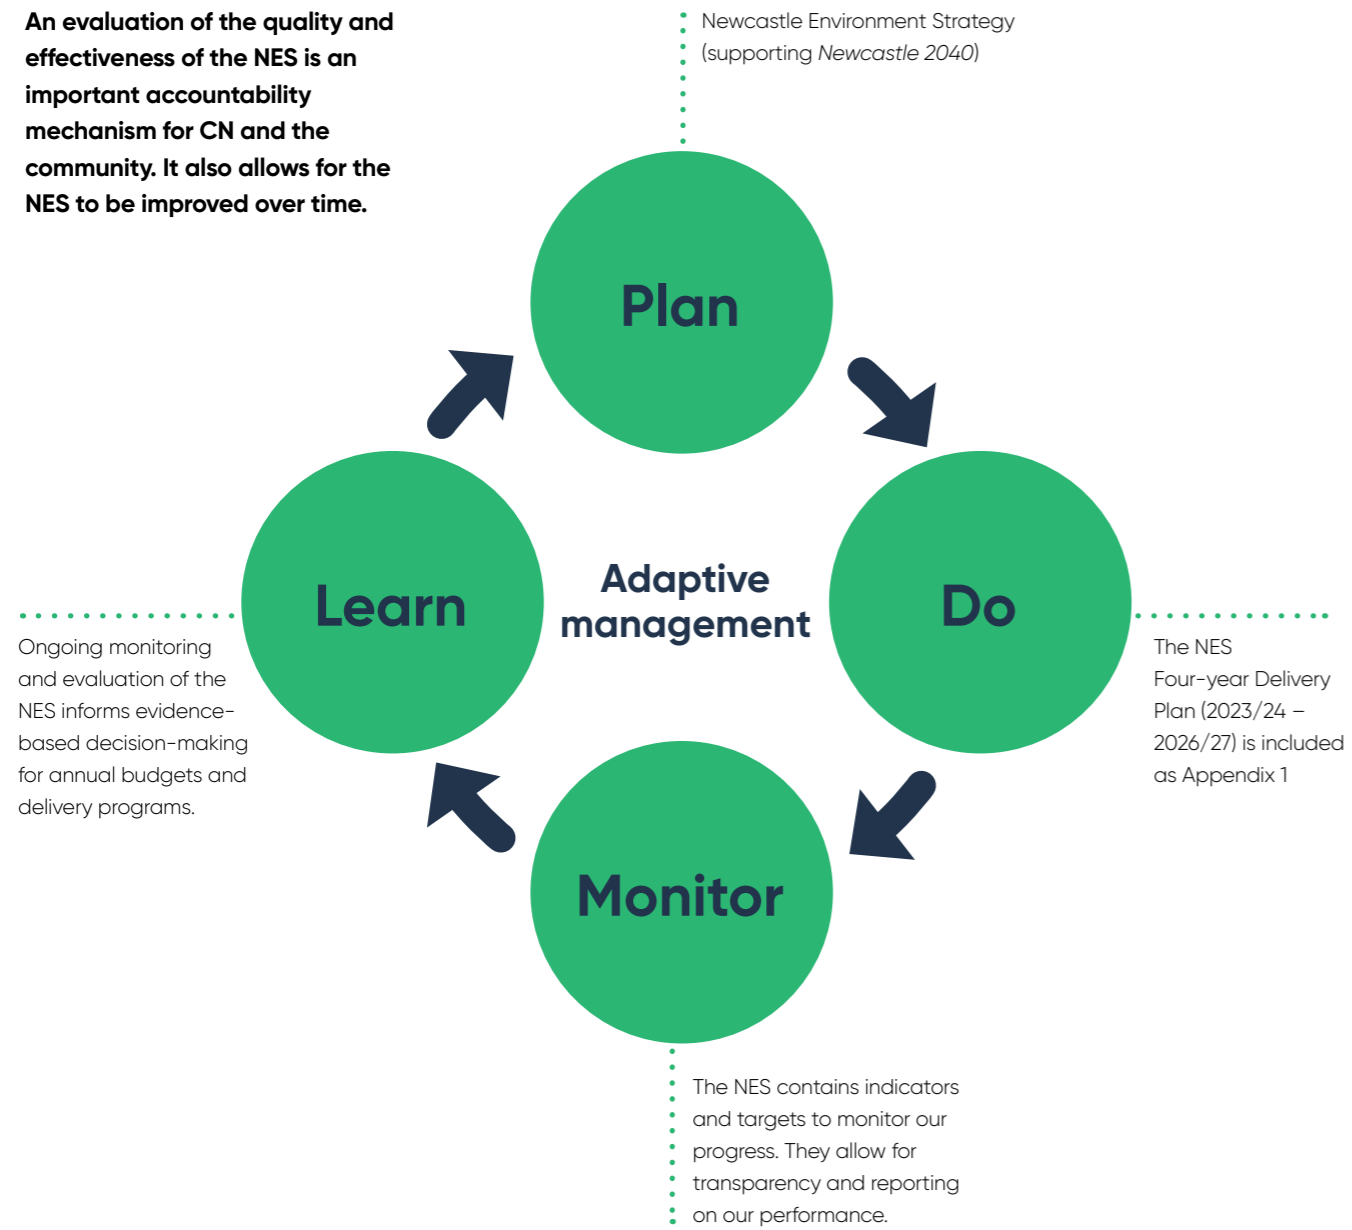 An evaluation of the quality and
effectiveness of the NES is an
important accountability
mechanism for CN and the
community. It also allows for the
NES to be improved over time.
Newcastle Environment Strategy
(supporting Newcastle 2040)
Plan
Learn
Adaptive
management
Do
Ongoing monitoring
and evaluation of the
NES informs evidence-
based decision-making
for annual budgets and
delivery programs.
The NES
Four-year Delivery
Plan (2023/24 –
2026/27) is included
as Appendix 1
Monitor
The NES contains indicators
and targets to monitor our
progress. They allow for
transparency and reporting
on our performance.